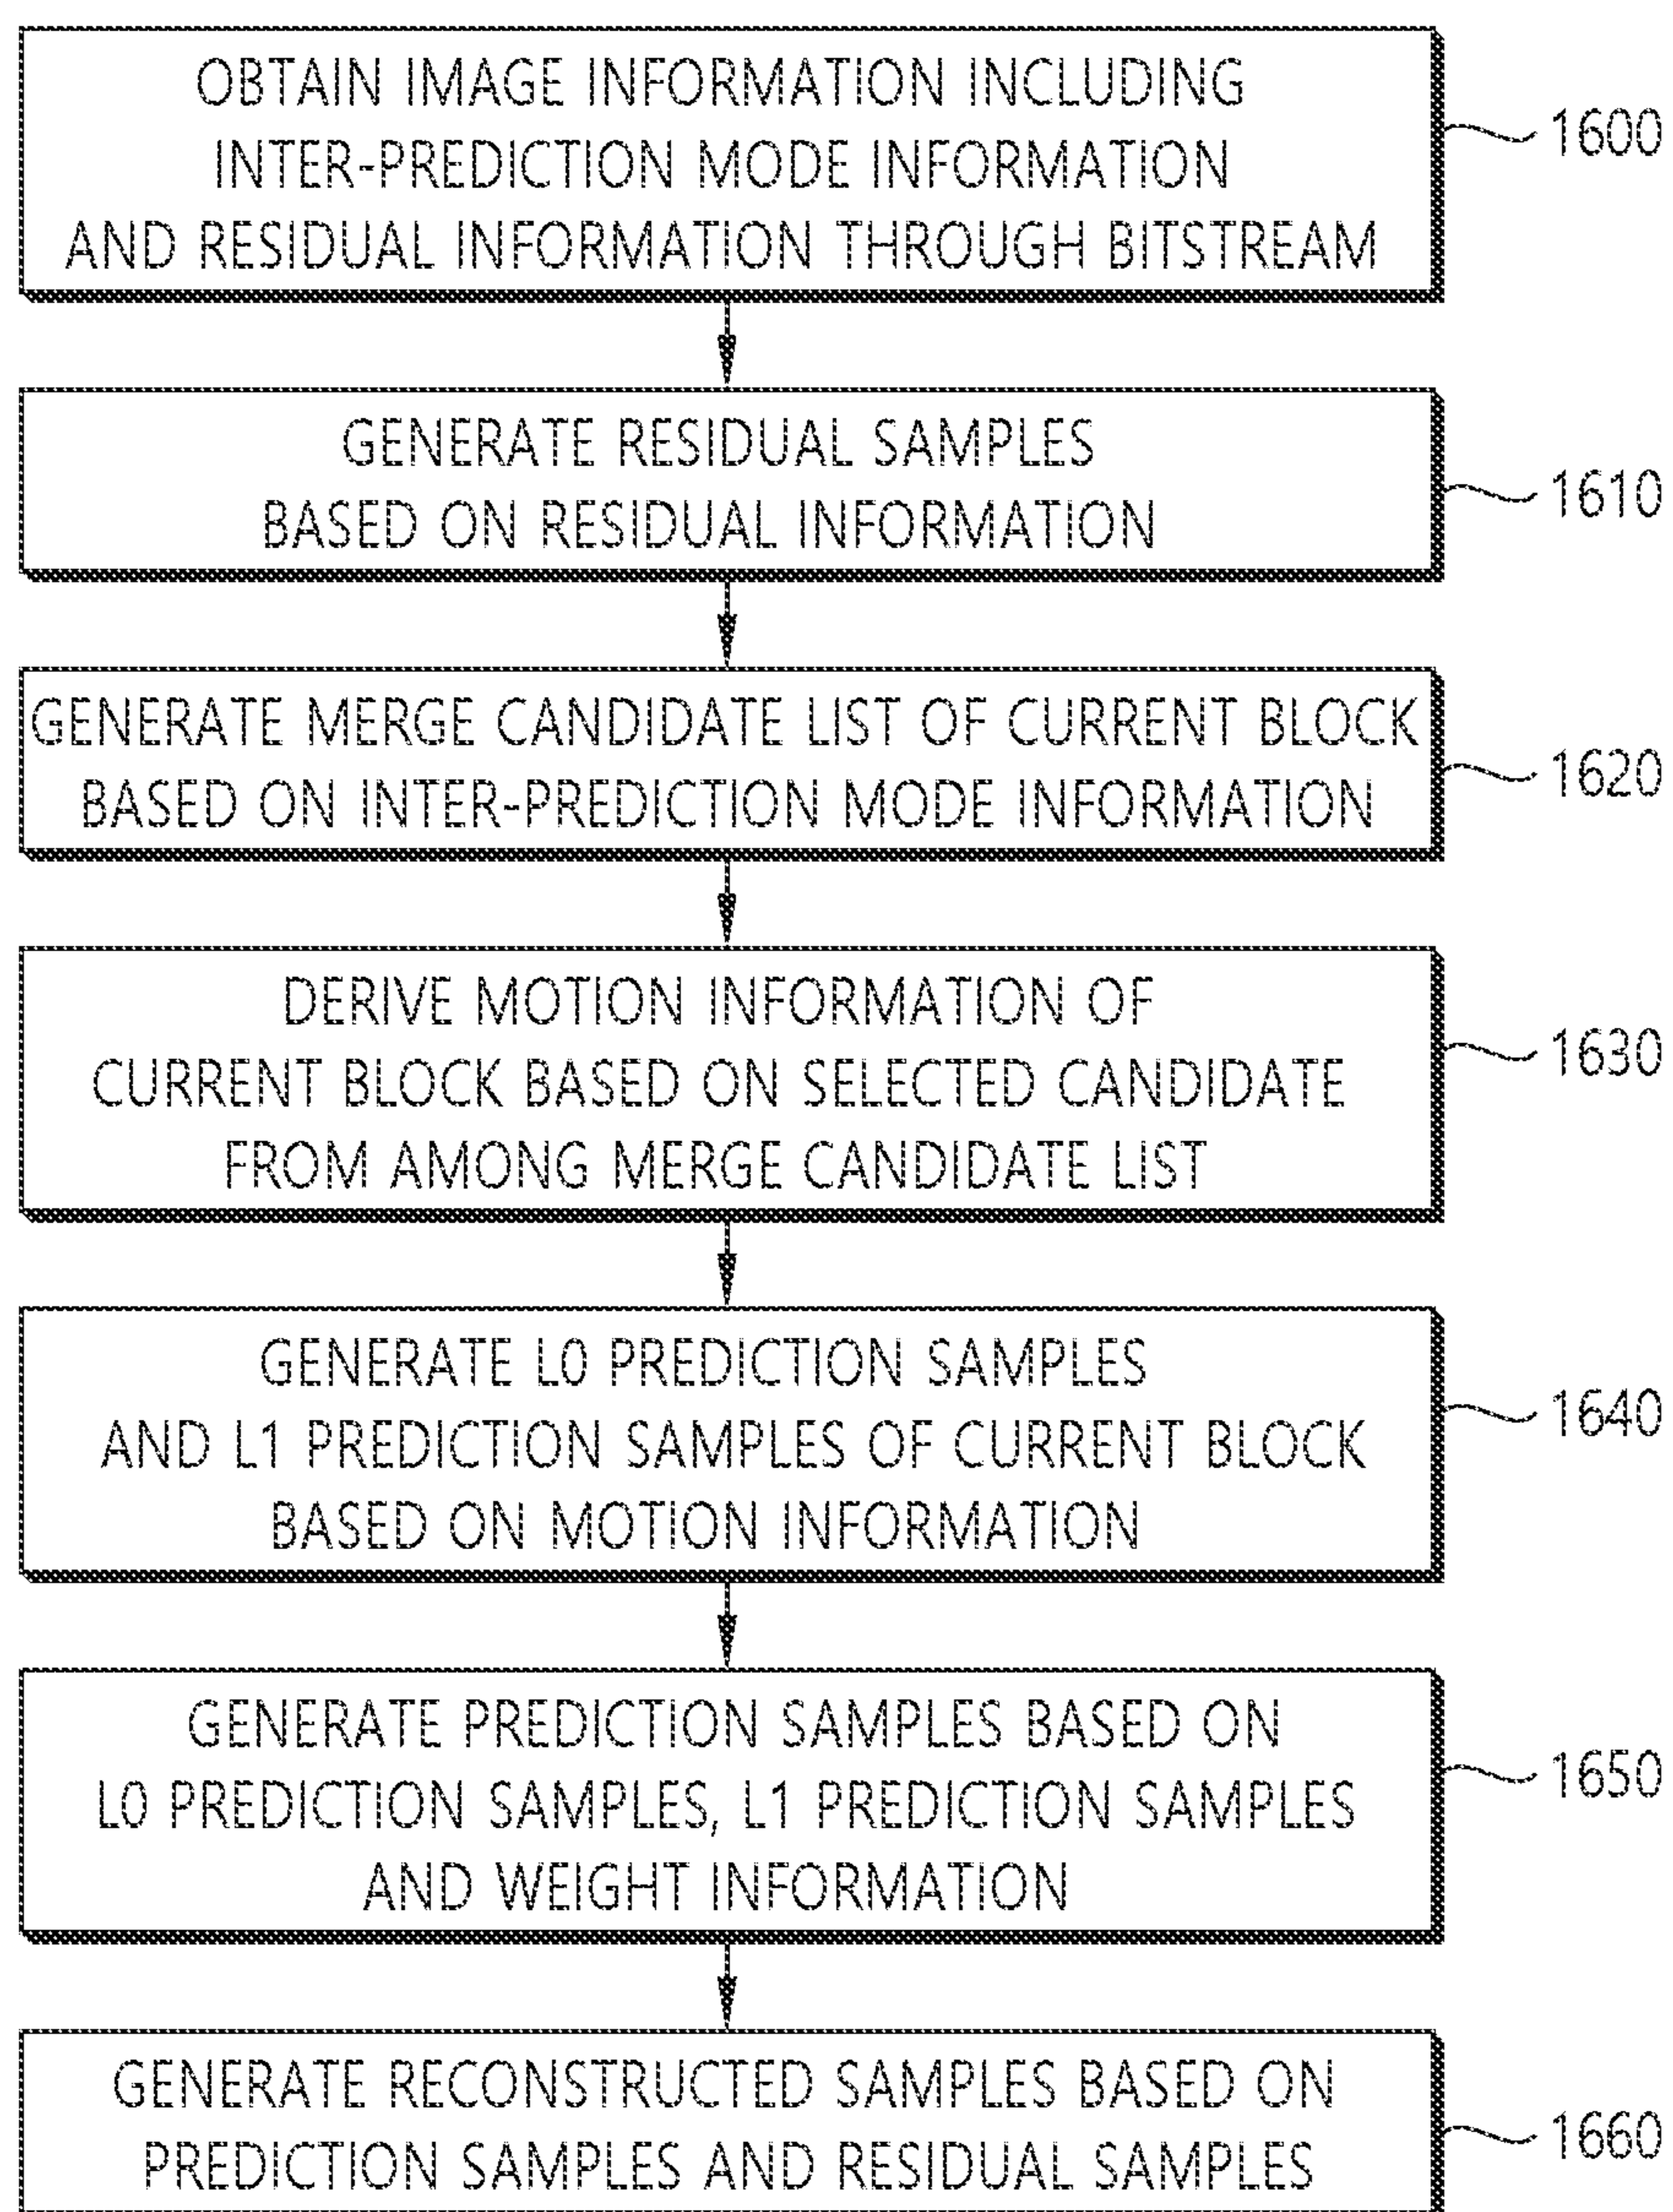 OBTAIN IMAGE INFORMATION INCLUDING
INTER-PREDICTION MODE INFORMATION
AND RESIDUAL INFORMATION THROUGH BITSTREAM
1600
GENERATE RESIDUAL SAMPLES
BASED ON RESIDUAL INFORMATION
1610
GENERATE MERGE CANDIDATE LIST OF CURRENT BLOCK
BASED ON INTER-PREDICTION MODE INFORMATION
1620
DERIVE MOTION INFORMATION OF
CURRENT BLOCK BASED ON SELECTED CANDIDATE
FROM AMONG MERGE CANDIDATE LIST
1630
GENERATE L0 PREDICTION SAMPLES
AND L1 PREDICTION SAMPLES OF CURRENT BLOCK
BASED ON MOTION INFORMATION
1640
GENERATE PREDICTION SAMPLES BASED ON
L0 PREDICTION SAMPLES, L1 PREDICTION SAMPLES
AND WEIGHT INFORMATION
1650
GENERATE RECONSTRUCTED SAMPLES BASED ON
PREDICTION SAMPLES AND RESIDUAL SAMPLES
1660